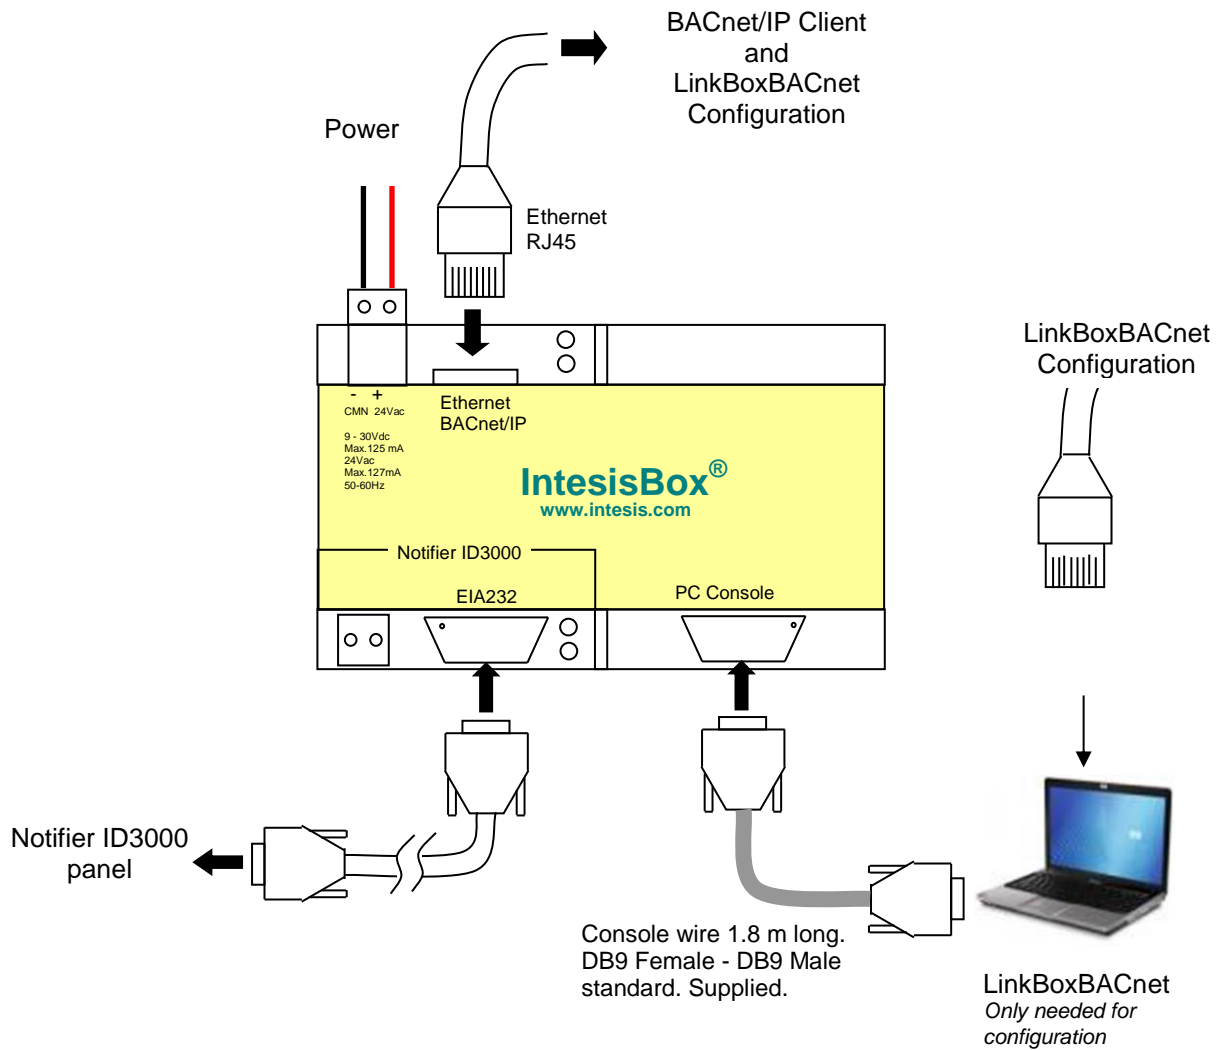 BACnet/IP Client
and
LinkBoxBACnet
Configuration
Power
Ethernet
RJ45
LinkBoxBACnet
Configuration
- +
CMN 24Vac
9 - 30Vdc
Max.125 mA
24Vac
Max.127mA
50-60Hz
Ethernet
BACnet/IP
IntesisBox®
www.intesis.com
Notifier ID3000
EIA232
PC Console
Notifier ID3000
panel
Console wire 1.8 m long.
DB9 Female - DB9 Male
standard. Supplied.
LinkBoxBACnet
Only needed for
configuration